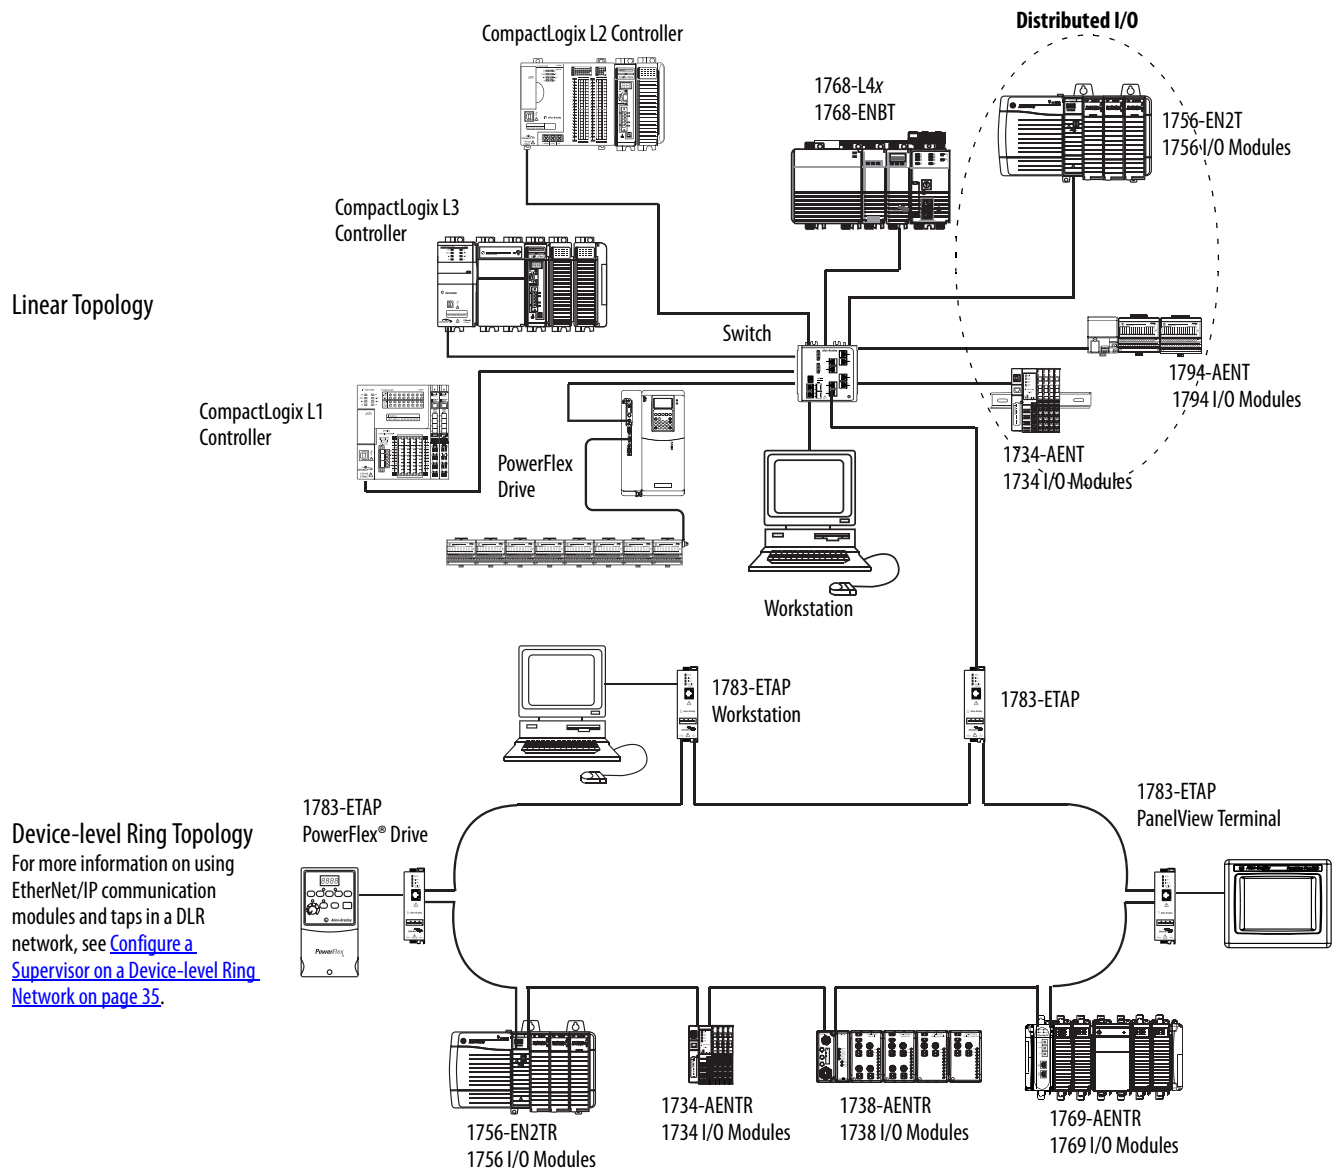 Distributed I/O
CompactLogix L2 Controller
1768-L4x
1768-ENBT
1756-EN2T
1756 I/O Modules
CompactLogix L3
Controller
Linear Topology
Switch
1794-AENT
1794 I/O Modules
CompactLogix L1
Controller
PowerFlex
Drive
1734-AENT
1734 I/O Modules
Workstation
1783-ETAP
Workstation
1783-ETAP
1783-ETAP
PowerFlex® Drive
1783-ETAP
PanelView Terminal
Device-level Ring Topology
For more information on using
EtherNet/IP communication
modules and taps in a DLR
network, see Configure a
Supervisor on a Device-level Ring
Network on page 35.
8888
Allen-Bradley
PowerFlex
1756-EN2TR
1756 I/O Modules
1734-AENTR
1734 I/O Modules
1738-AENTR
1738 I/O Modules
1769-AENTR
1769 I/O Modules